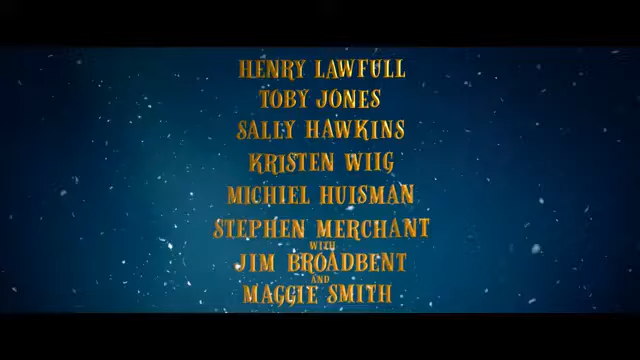 HENRY LAWFULL
TOBY JONES
SALLY HAWKINS
KRISTEN WIIG
MICHIEL HUISMAN
STEPHEN MERCHANT
WITH
JIM BROADBENT
AND
MAGGIE SMITH